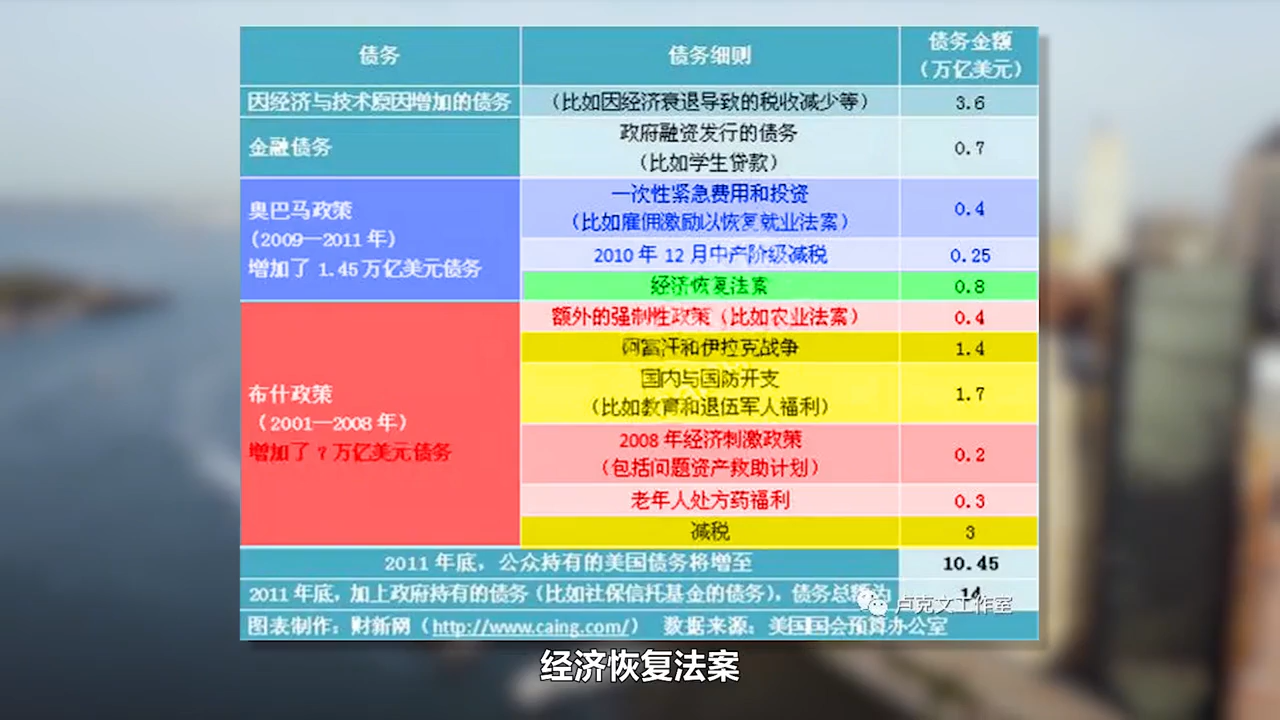 债务 债务细则 债务金额
(万亿美元)
因经济与技术原因增加的债务 (比如因经济衰退导致的税收减少等) 3.6
金融债务 政府融资发行的债务
(比如学生贷款) 0.7
奥巴马政策
(2009—2011 年)
增加了 1.45 万亿美元债务
一次性紧急费用和投资
(比如雇佣激励以恢复就业法案) 0.4
2010 年 12 月中产阶级减税 0.25
经济恢复法案 0.8
布什政策
(2001—2008 年)
增加了 7 万亿美元债务
额外的强制性政策(比如农业法案) 0.4
阿富汗和伊拉克战争 1.4
国内与国防开支
(比如教育和退伍军人福利) 1.7
2008 年经济刺激政策
(包括问题资产救助计划) 0.2
老年人处方药福利 0.3
减税 3
2011 年底，公众持有的美国债务将增至 10.45
2011 年底，加上政府持有的债务(比如社保信托基金的债务)，债务总额为 14
卢克文工作室
图表制作：财新网(http://www.caing.com/) 数据来源：美国国会预算办公室
经济恢复法案